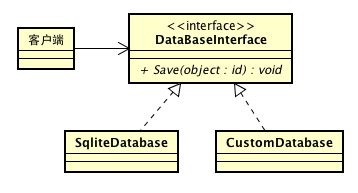 <<interface>>
客户端
DataBaseInterface
+ Save(object : id) : void
SqliteDatabase
CustomDatabase